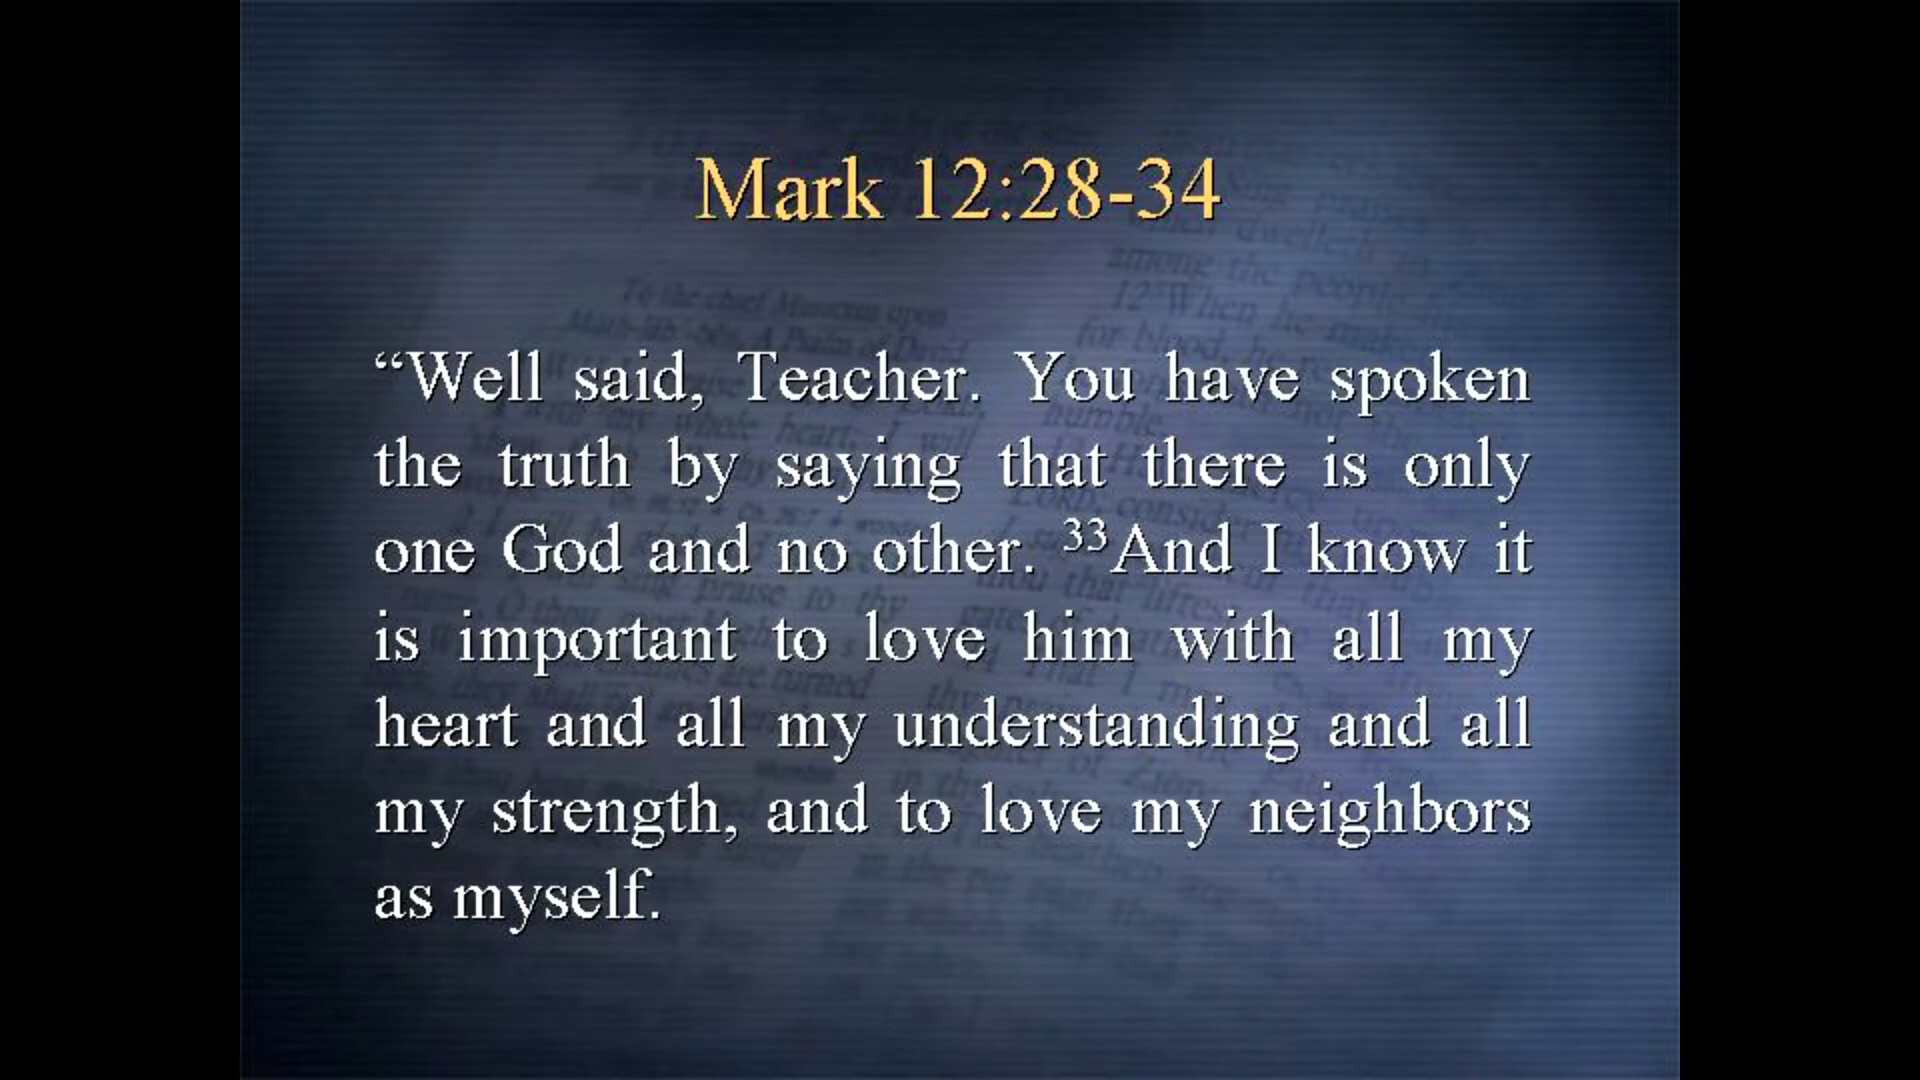 Mark 12:28-34
“Well said, Teacher. You have spoken
the truth by saying that there is only
one God and no other. ³³And I know it
is important to love him with all my
heart and all my understanding and all
my strength, and to love my neighbors
as myself.